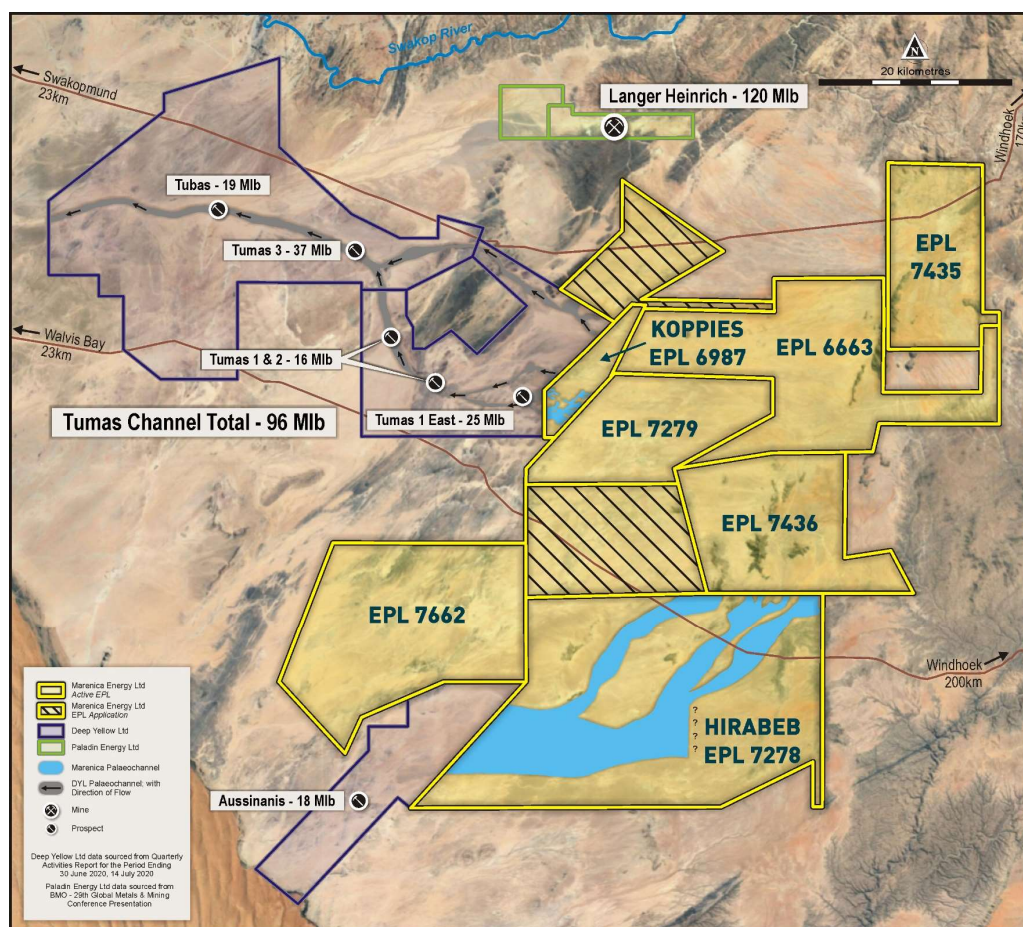 Swakop River
N
20 kilometres
Swakopmund
23km
Langer Heinrich - 120 Mlb
Windhoek
170km
Tubas - 19 Mlb
Tumas 3 - 37 Mlb
EPL
7435
Walvis Bay
23km
KOPPIES
EPL 6987
EPL 6663
Tumas 1 & 2 - 16 Mlb
Tumas Channel Total - 96 Mlb
Tumas 1 East - 25 Mlb
EPL 7279
EPL 7436
EPL 7662
Windhoek
200km
?
?
?
?
HIRABEB
EPL 7278
Aussinanis - 18 Mlb
Marenica Energy Ltd
Active EPL
Marenica Energy Ltd
EPL Application
Deep Yellow Ltd
Paladin Energy Ltd
Marenica Palaeochannel
DYL Palaeochannel; with
Direction of Flow
Mine
Prospect
Deep Yellow Ltd data sourced from Quarterly
Activities Report for the Period Ending
30 June 2020, 14 July 2020
Paladin Energy Ltd data sourced from
BMO - 29th Global Metals & Mining
Conference Presentation